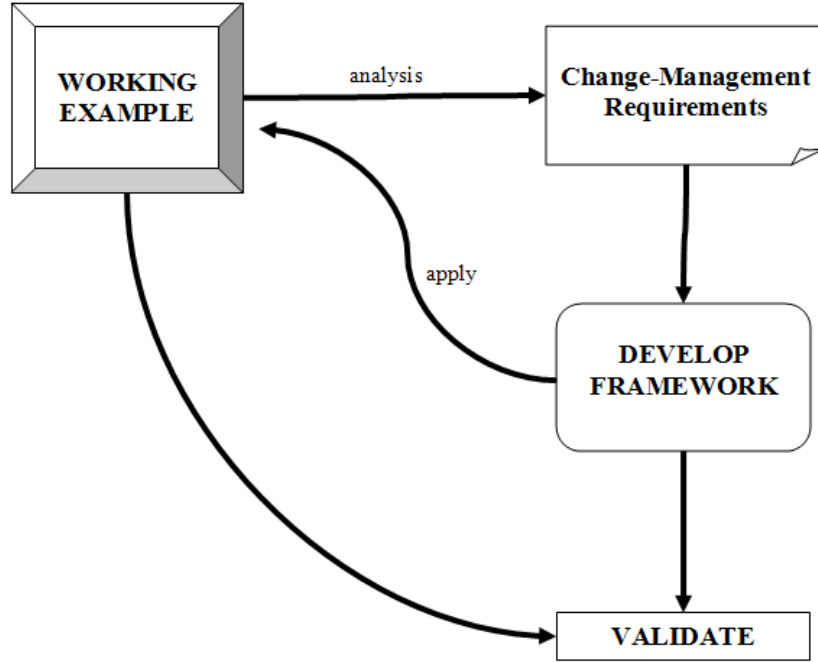 WORKING
EXAMPLE
analysis
Change-Management
Requirements
apply
DEVELOP
FRAMEWORK
VALIDATE